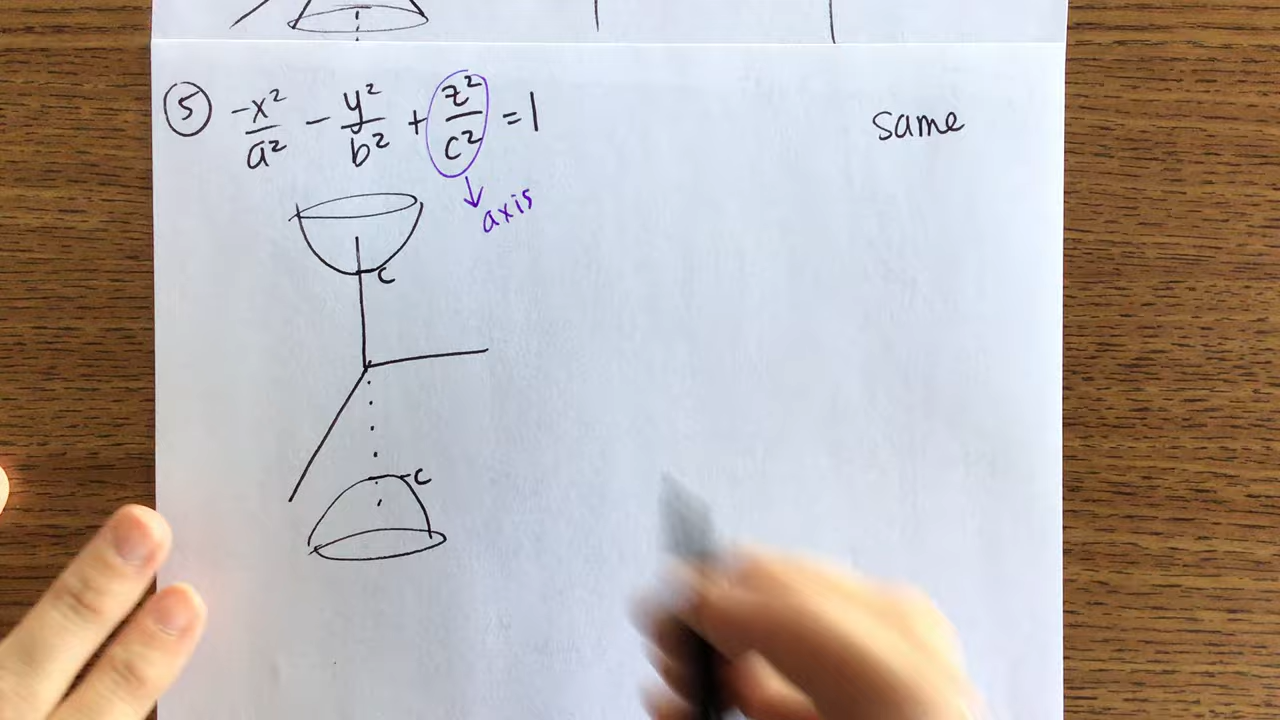 ⑤ -x²/a² - y²/b² + z²/c² = 1
same
↓
axis
c
-c